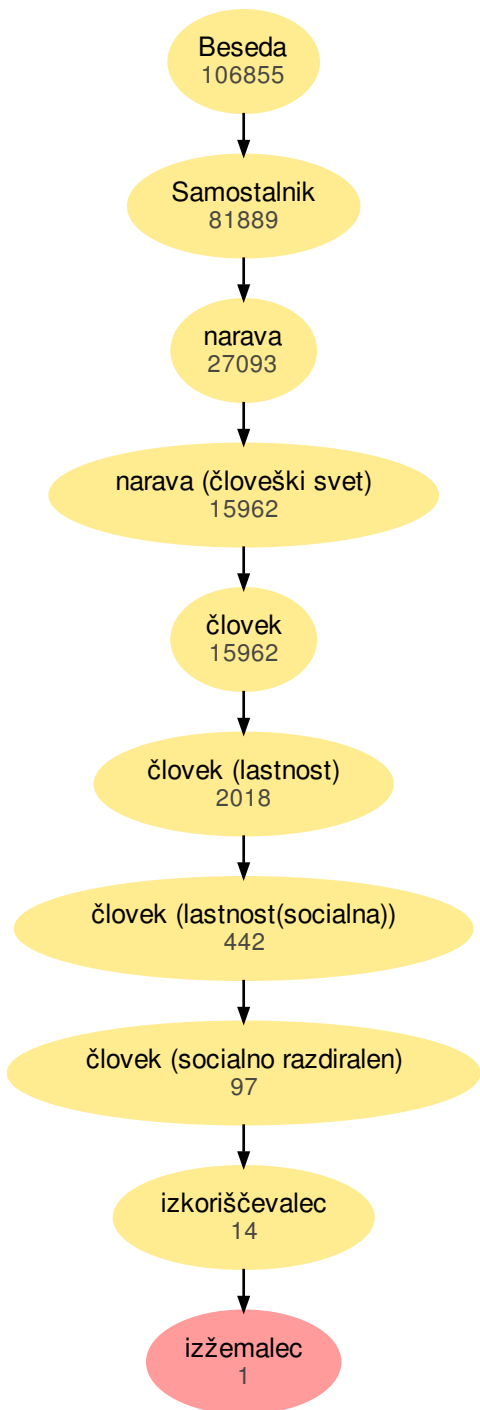 Beseda
106855
Samostalnik
81889
narava
27093
narava (človeški svet)
15962
človek
15962
človek (lastnost)
2018
človek (lastnost(socialna))
442
človek (socialno razdiralen)
97
izkoriščevalec
14
izžemalec
1